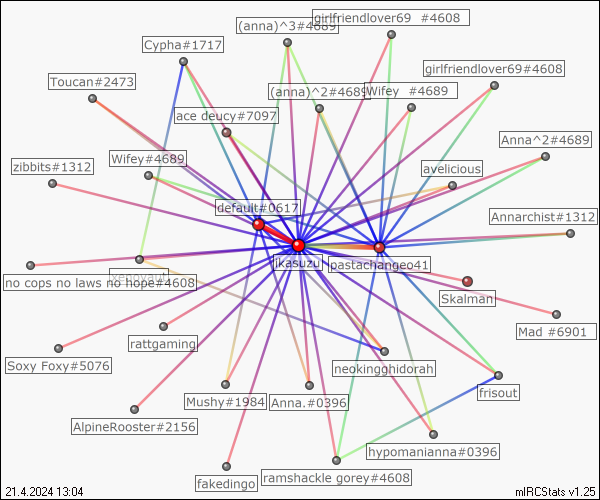 girlfriendlover69 #4608
(anna)^3#4689
Cypha#1717
girlfriendlover69#4608
Toucan#2473
(anna)^2#4689
Wifey #4689
ace deucy#7097
Anna^2#4689
Wifey#4689
zibbits#1312
avelicious
default#0617
Annarchist#1312
ikasuzu
pastachangeo41
no cops no laws no hope#4608
Skalman
Mad #6901
rattgaming
Soxy Foxy#5076
neokingghidorah
frisout
Mushy#1984
Anna.#0396
AlpineRooster#2156
hypomanianna#0396
fakedingo
ramshackle gorey#4608
21.4.2024 13:04
mIRCStats v1.25